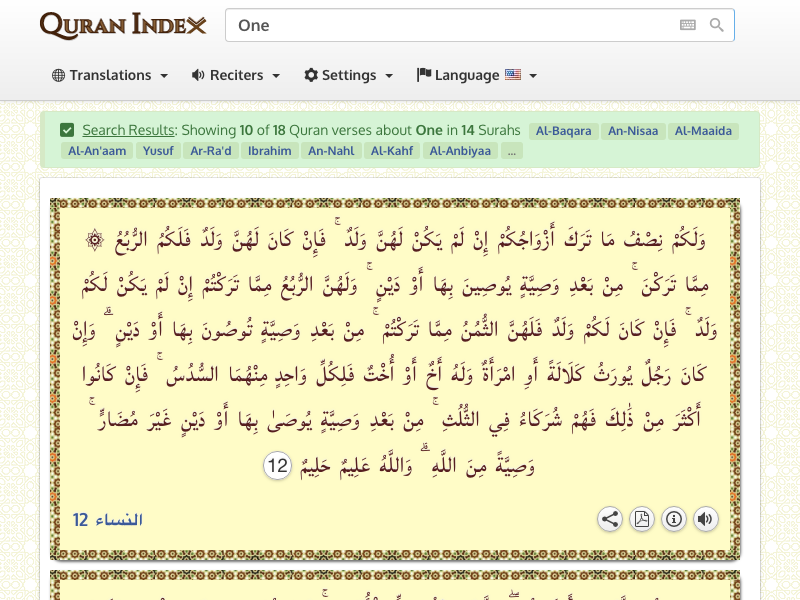 QURAN INDEX
One
Translations Reciters Settings Language
Search Results: Showing 10 of 18 Quran verses about One in 14 Surahs Al-Baqara An-Nisaa Al-Maaida
Al-An'aam Yusuf Ar-Ra'd Ibrahim An-Nahl Al-Kahf Al-Anbiyaa ...
۞ وَلَكُمْ نِصْفُ مَا تَرَكَ أَزْوَاجُكُمْ إِنْ لَمْ يَكُنْ لَهُنَّ وَلَدٌ ۚ فَإِنْ كَانَ لَهُنَّ وَلَدٌ فَلَكُمُ الرُّبُعُ
مِمَّا تَرَكْنَ ۚ مِنْ بَعْدِ وَصِيَّةٍ يُوصِينَ بِهَا أَوْ دَيْنٍ ۚ وَلَهُنَّ الرُّبُعُ مِمَّا تَرَكْتُمْ إِنْ لَمْ يَكُنْ لَكُمْ
وَلَدٌ ۚ فَإِنْ كَانَ لَكُمْ وَلَدٌ فَلَهُنَّ الثُّمُنُ مِمَّا تَرَكْتُمْ ۚ مِنْ بَعْدِ وَصِيَّةٍ تُوصُونَ بِهَا أَوْ دَيْنٍ ۗ وَإِنْ
كَانَ رَجُلٌ يُورَثُ كَلَالَةً أَوِ امْرَأَةٌ وَلَهُ أَخٌ أَوْ أُخْتٌ فَلِكُلِّ وَاحِدٍ مِنْهُمَا السُّدُسُ ۚ فَإِنْ كَانُوا
أَكْثَرَ مِنْ ذَٰلِكَ فَهُمْ شُرَكَاءُ فِي الثُّلُثِ ۚ مِنْ بَعْدِ وَصِيَّةٍ يُوصَىٰ بِهَا أَوْ دَيْنٍ غَيْرَ مُضَارٍّ ۚ
وَصِيَّةً مِنَ اللَّهِ ۗ وَاللَّهُ عَلِيمٌ حَلِيمٌ 12
النساء 12